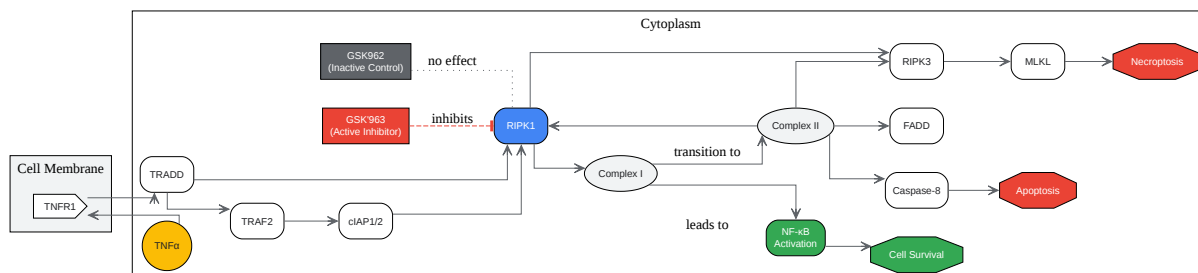 Cytoplasm
GSK962
(Inactive Control)
no effect
RIPK3
MLKL
Necroptosis
GSK'963
(Active Inhibitor)
inhibits
RIPK1
Complex II
FADD
Cell Membrane
TNFR1
TRADD
Complex I
transition to
Caspase-8
Apoptosis
TRAF2
cIAP1/2
leads to
NF-κB
Activation
TNFα
Cell Survival